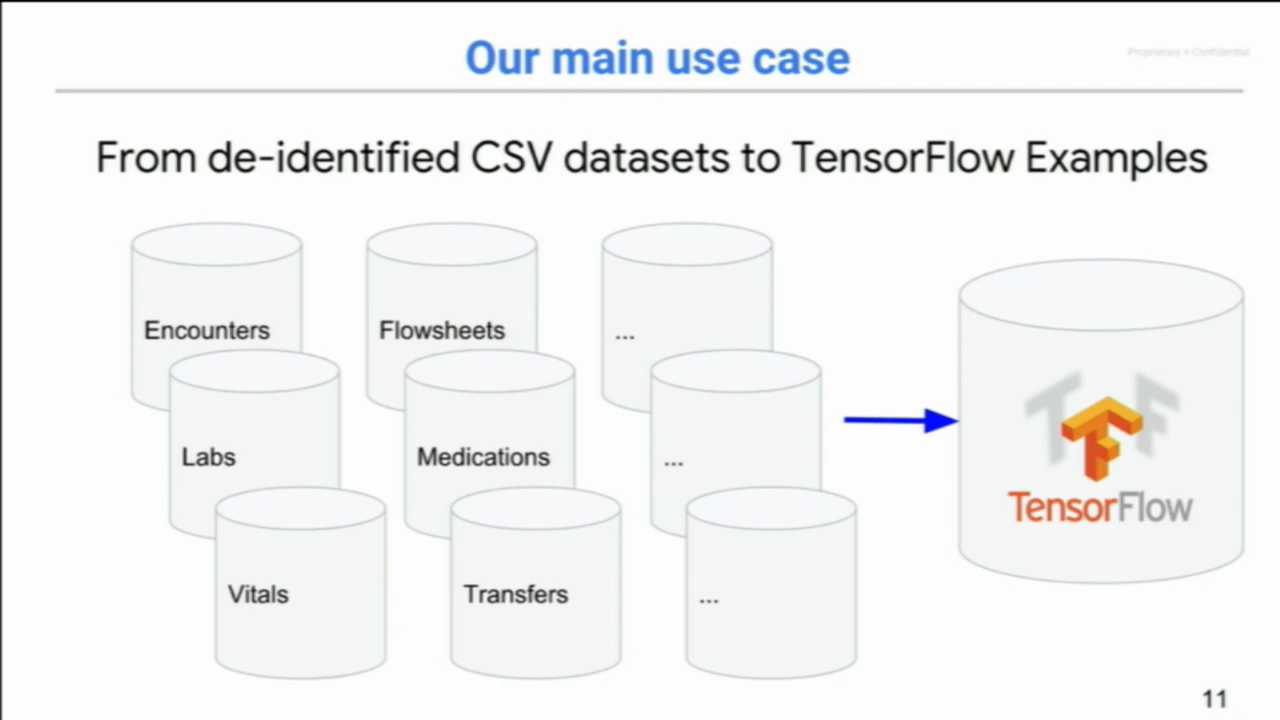 Our main use case
Proprietary + Confidential
From de-identified CSV datasets to TensorFlow Examples
Encounters
Flowsheets
...
Labs
Medications
...
Vitals
Transfers
...
TensorFlow
11